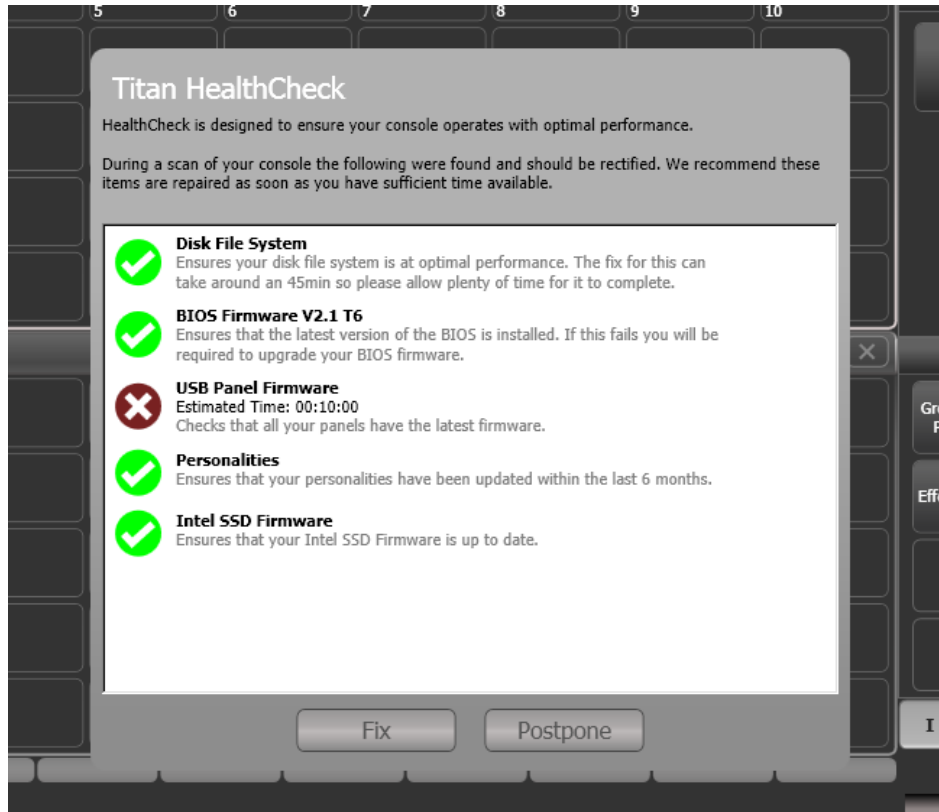 5 6 7 8 9 10
Titan HealthCheck
HealthCheck is designed to ensure your console operates with optimal performance.
During a scan of your console the following were found and should be rectified. We recommend these
items are repaired as soon as you have sufficient time available.
Disk File System
Ensures your disk file system is at optimal performance. The fix for this can
take around an 45min so please allow plenty of time for it to complete.
BIOS Firmware V2.1 T6
Ensures that the latest version of the BIOS is installed. If this fails you will be
required to upgrade your BIOS firmware.
USB Panel Firmware
Estimated Time: 00:10:00
Checks that all your panels have the latest firmware.
Personalities
Ensures that your personalities have been updated within the last 6 months.
Intel SSD Firmware
Ensures that your Intel SSD Firmware is up to date.
Fix Postpone